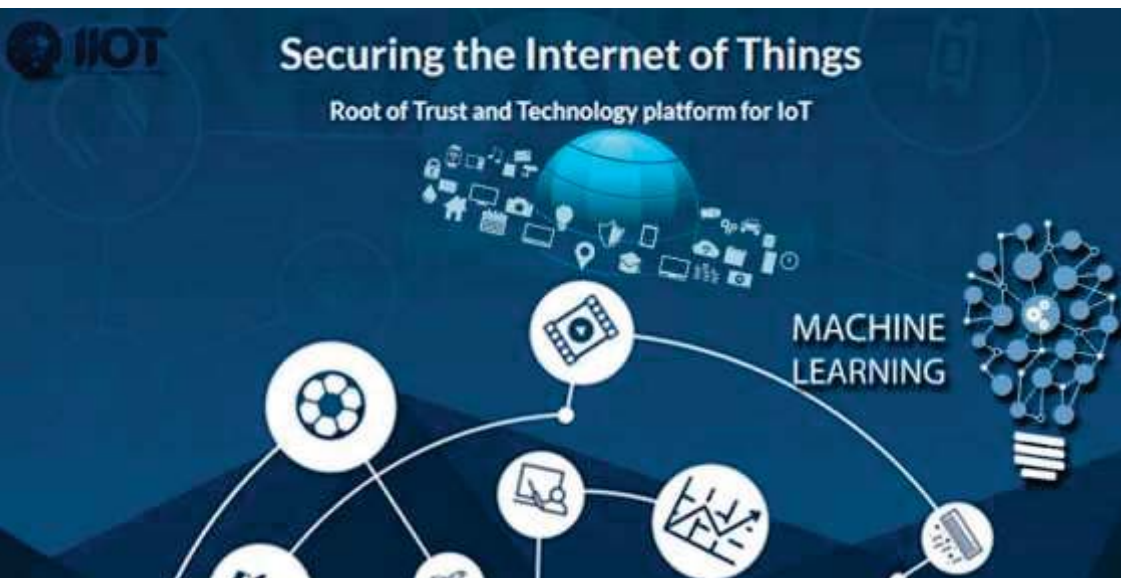 IIOT
Securing the Internet of Things
Root of Trust and Technology platform for IoT
MACHINE
LEARNING